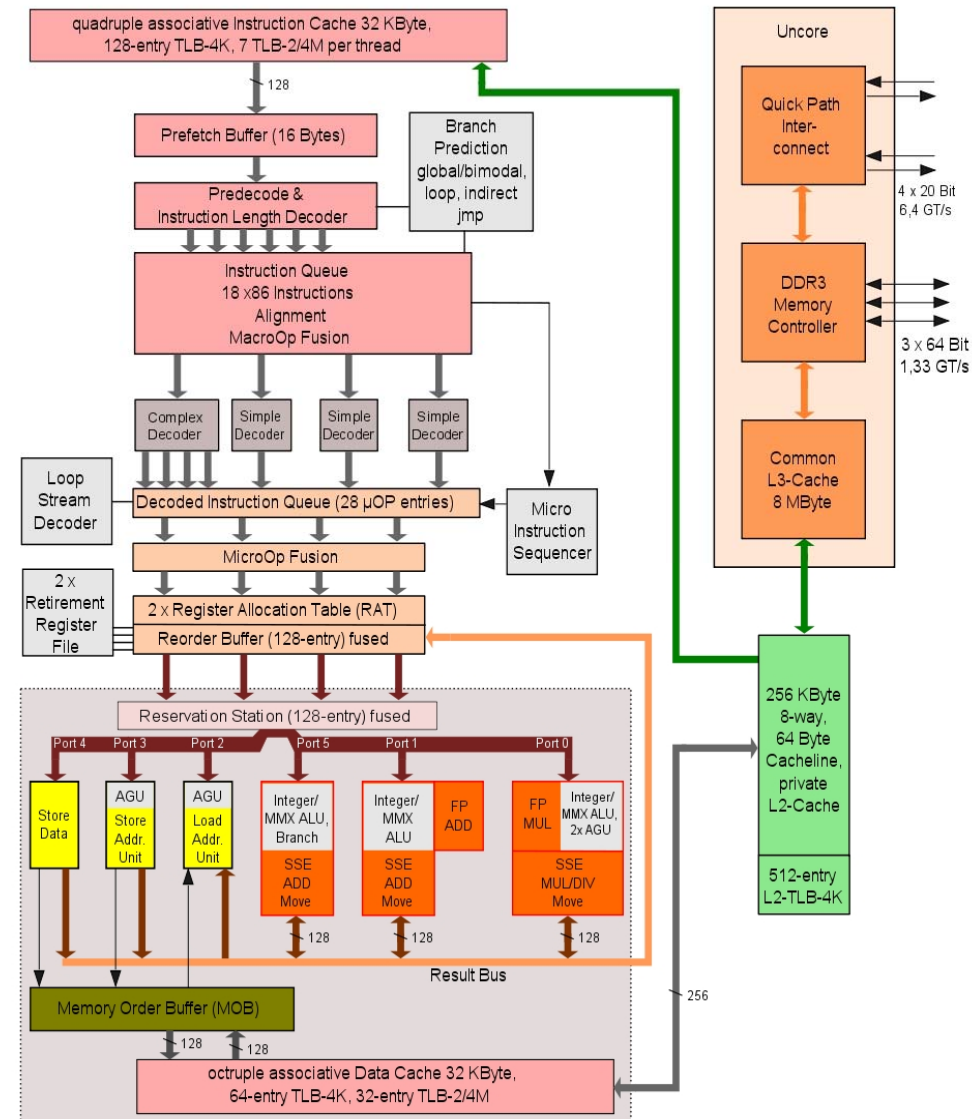 quadruple associative Instruction Cache 32 KByte,
128-entry TLB-4K, 7 TLB-2/4M per thread
128
Prefetch Buffer (16 Bytes)
Predecode &
Instruction Length Decoder
Branch
Prediction
global/bimodal,
loop, indirect
jmp
Instruction Queue
18 x86 Instructions
Alignment
MacroOp Fusion
Complex
Decoder
Simple
Decoder
Simple
Decoder
Simple
Decoder
Loop
Stream
Decoder
Decoded Instruction Queue (28 µOP entries)
Micro
Instruction
Sequencer
MicroOp Fusion
2 x
Retirement
Register
File
2 x Register Allocation Table (RAT)
Reorder Buffer (128-entry) fused
Reservation Station (128-entry) fused
Port 4
Port 3
Port 2
Port 5
Port 1
Port 0
Store
Data
AGU
Store
Addr.
Unit
AGU
Load
Addr.
Unit
Integer/
MMX ALU,
Branch
SSE
ADD
Move
Integer/
MMX
ALU
FP
ADD
SSE
ADD
Move
FP
MUL
Integer/
MMX ALU,
2x AGU
SSE
MUL/DIV
Move
128
128
128
Result Bus
Memory Order Buffer (MOB)
128
128
octruple associative Data Cache 32 KByte,
64-entry TLB-4K, 32-entry TLB-2/4M
256
Uncore
Quick Path
Inter-
connect
4 x 20 Bit
6,4 GT/s
DDR3
Memory
Controller
3 x 64 Bit
1,33 GT/s
Common
L3-Cache
8 MByte
256 KByte
8-way,
64 Byte
Cacheline,
private
L2-Cache
512-entry
L2-TLB-4K